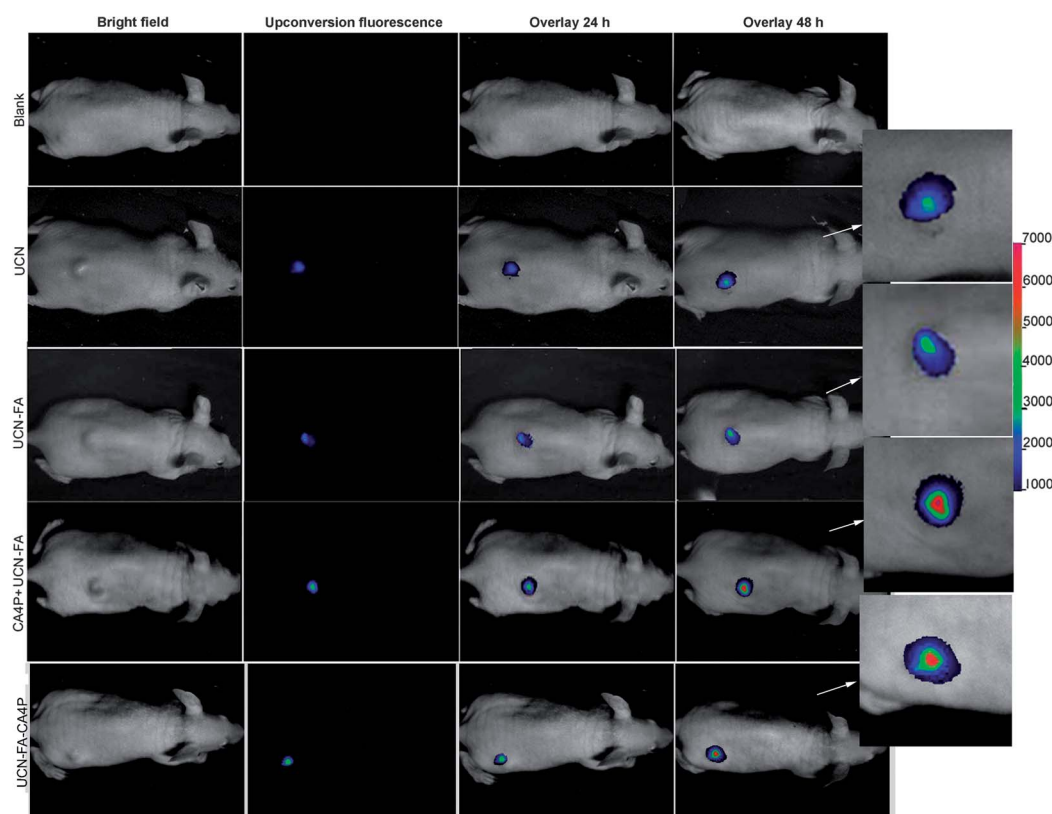 Bright field
Upconversion fluorescence
Overlay 24 h
Overlay 48 h
Blank
UCN
UCN-FA
CA4P+UCN-FA
UCN-FA-CA4P
7000
6000
5000
4000
3000
2000
1000